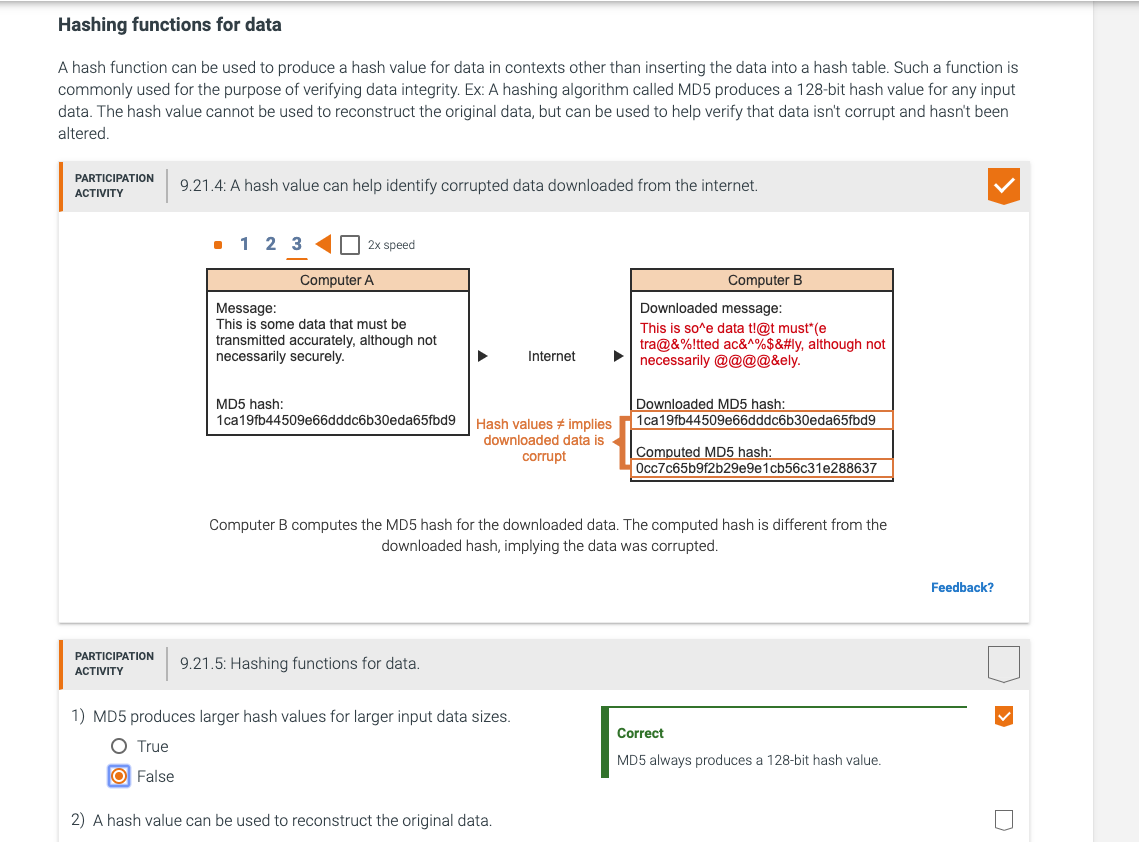 Hashing functions for data
A hash function can be used to produce a hash value for data in contexts other than inserting the data into a hash table. Such a function is
commonly used for the purpose of verifying data integrity. Ex: A hashing algorithm called MD5 produces a 128-bit hash value for any input
data. The hash value cannot be used to reconstruct the original data, but can be used to help verify that data isn't corrupt and hasn't been
altered.
PARTICIPATION
ACTIVITY
9.21.4: A hash value can help identify corrupted data downloaded from the internet.
1 2 3 2x speed
Computer A
Message:
This is some data that must be
transmitted accurately, although not
necessarily securely.
MD5 hash:
1ca19fb44509e66dddc6b30eda65fbd9
Internet
Hash values ≠ implies
downloaded data is
corrupt
Computer B
Downloaded message:
This is so^e data t!@t must*(e
tra@&%!tted ac&^%$&#ly, although not
necessarily @@@@&ely.
Downloaded MD5 hash:
1ca19fb44509e66dddc6b30eda65fbd9
Computed MD5 hash:
0cc7c65b9f2b29e9e1cb56c31e288637
Computer B computes the MD5 hash for the downloaded data. The computed hash is different from the
downloaded hash, implying the data was corrupted.
Feedback?
PARTICIPATION
ACTIVITY
9.21.5: Hashing functions for data.
1) MD5 produces larger hash values for larger input data sizes.
True
False
Correct
MD5 always produces a 128-bit hash value.
2) A hash value can be used to reconstruct the original data.